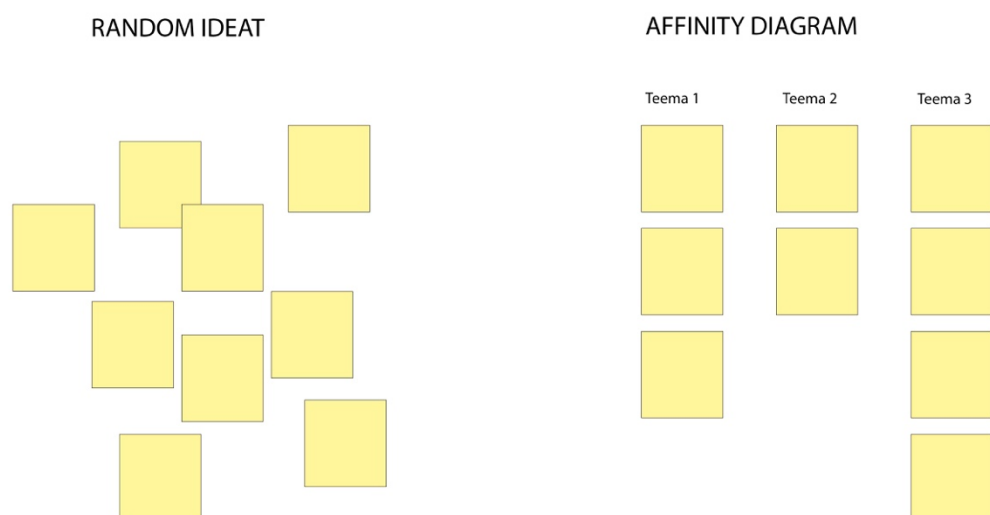 RANDOM IDEAT
AFFINITY DIAGRAM
Teema 1
Teema 2
Teema 3